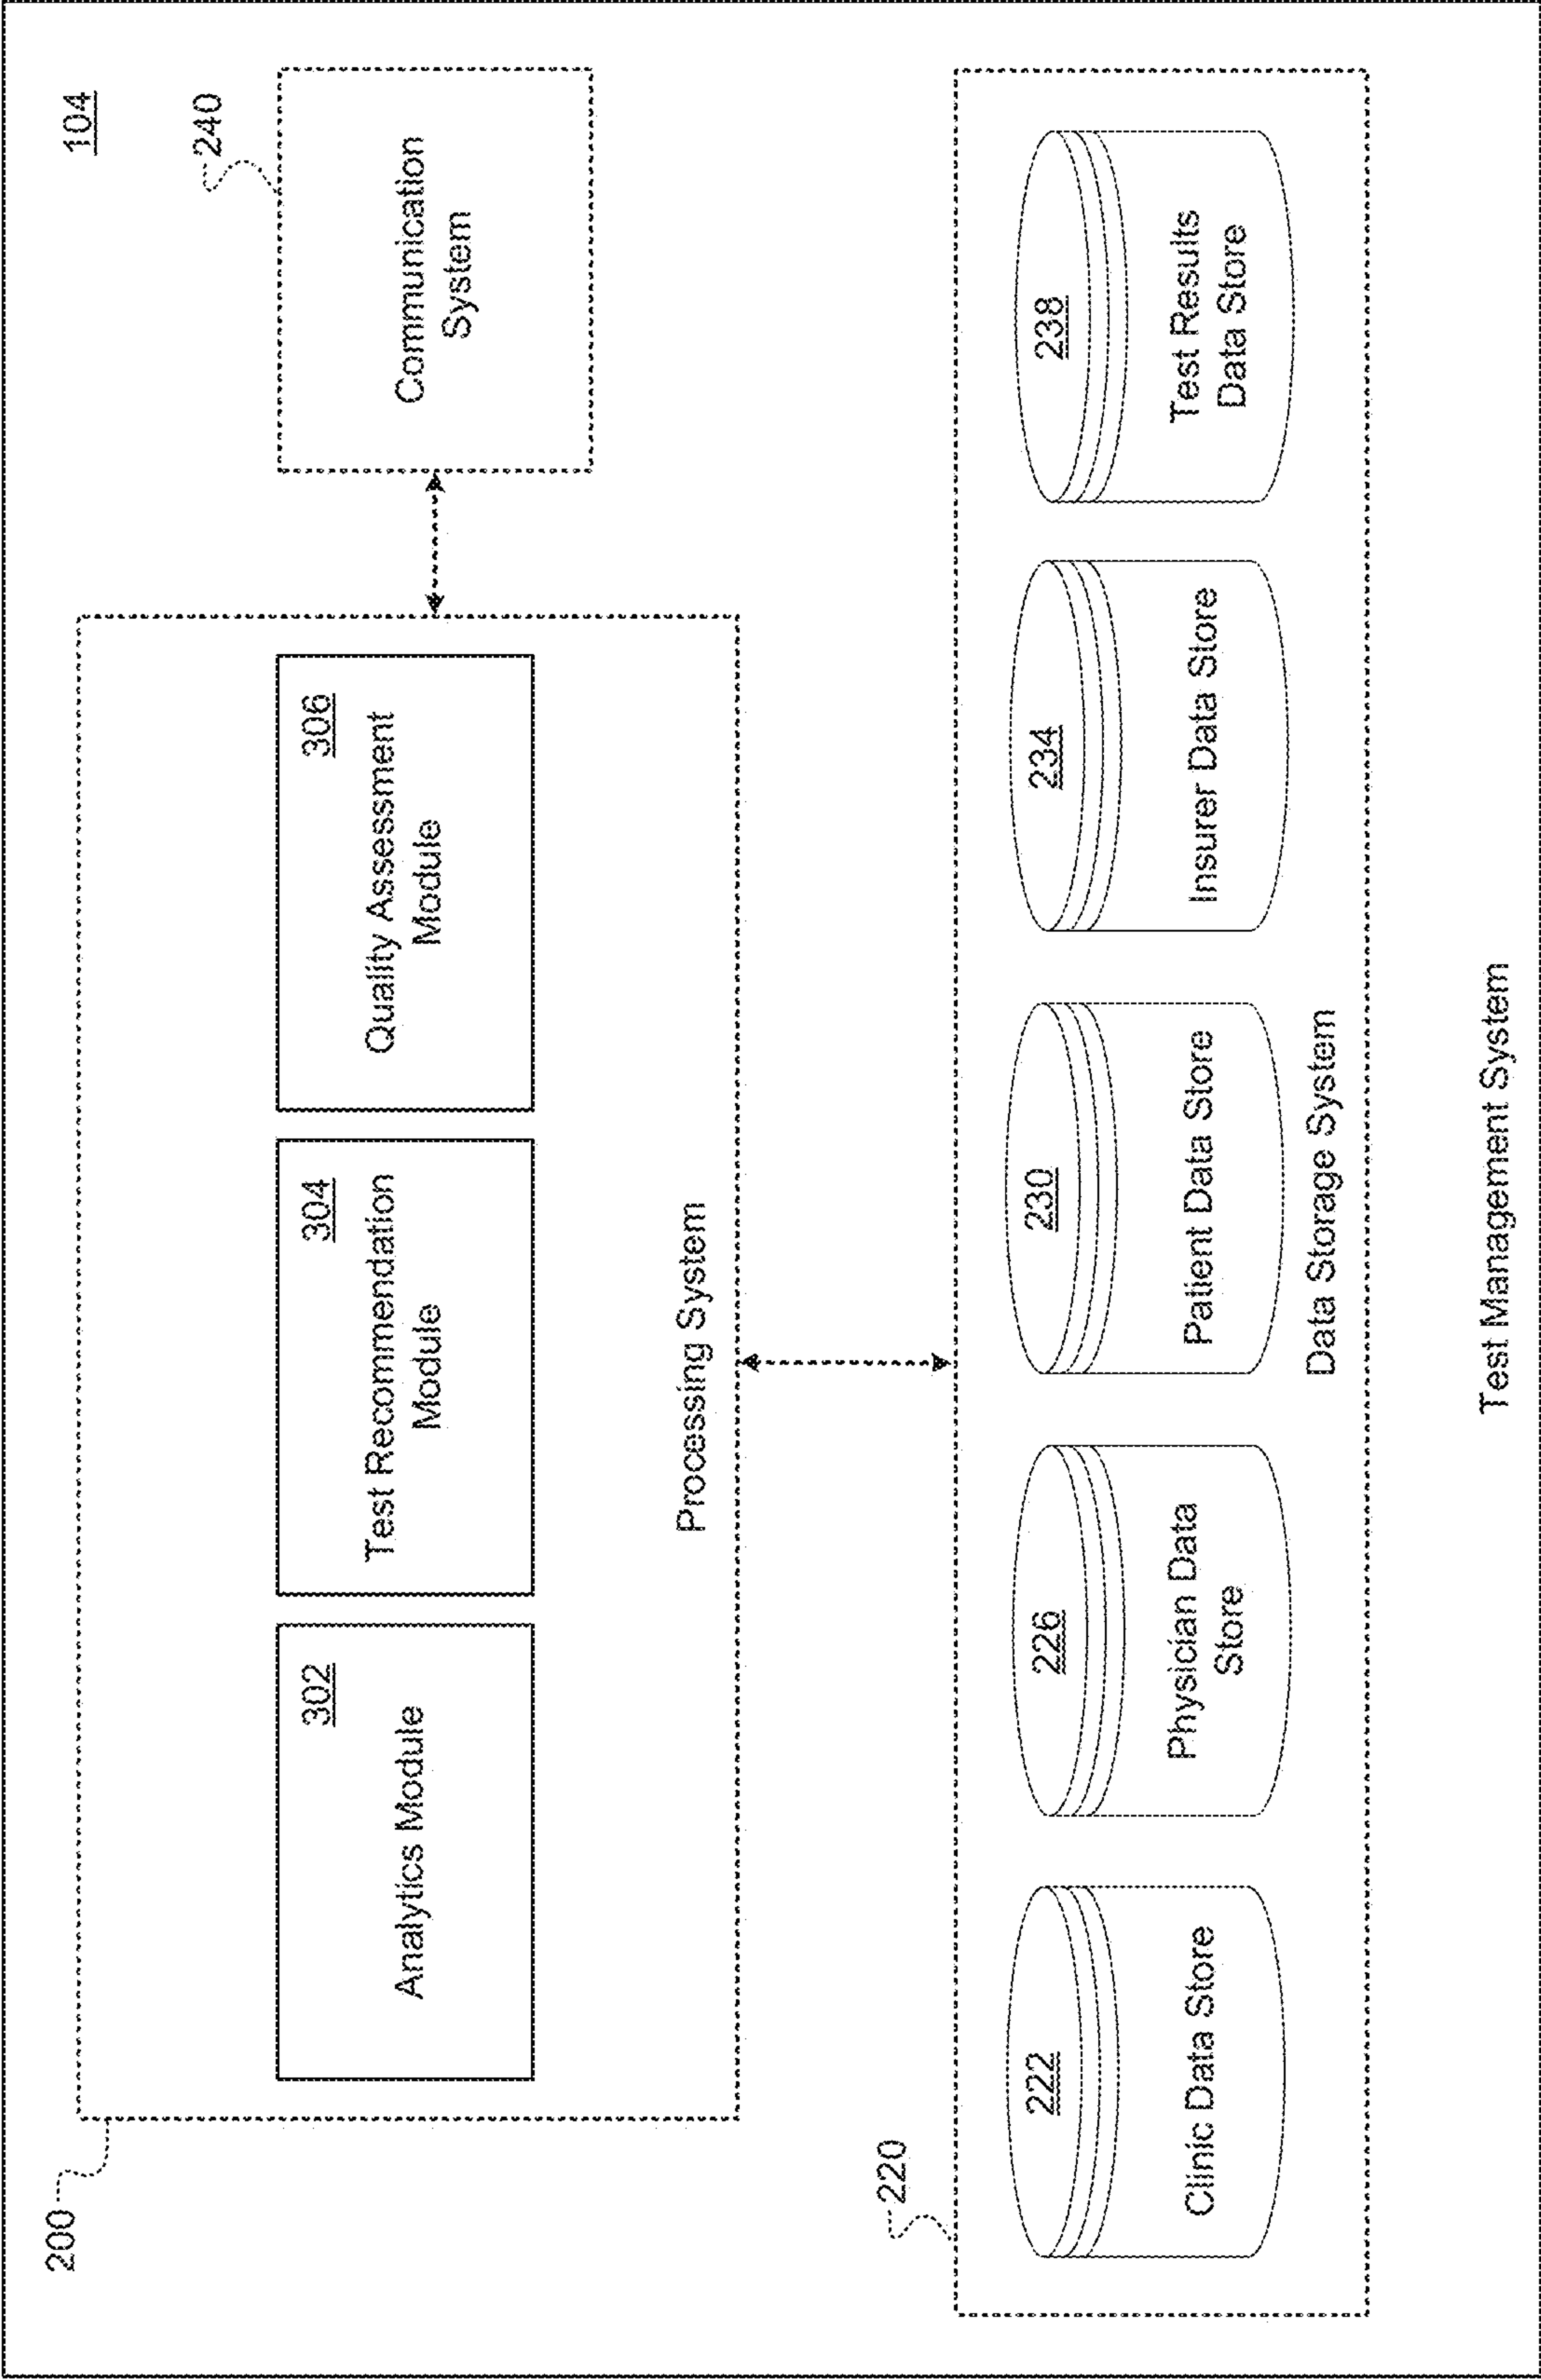 104
200
240
302
Analytics Module
304
Test Recommendation
Module
306
Quality Assessment
Module
Processing System
Communication
System
220
222
Clinic Data Store
226
Physician Data
Store
230
Patient Data Store
234
Insurer Data Store
238
Test Results
Data Store
Data Storage System
Test Management System